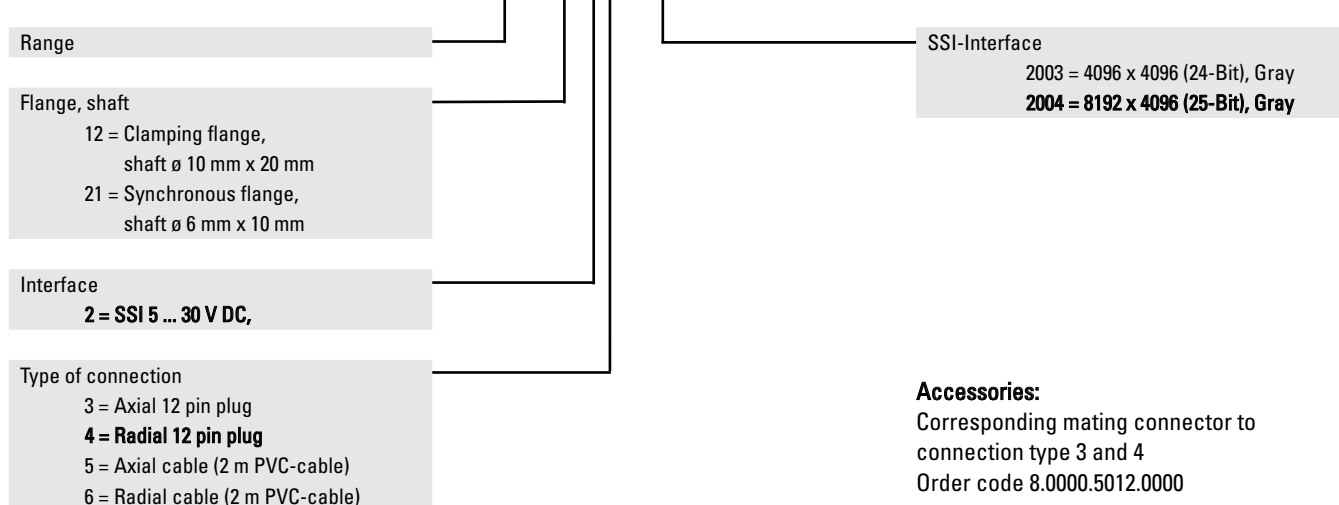 Range
Flange, shaft
12 = Clamping flange,
shaft ø 10 mm x 20 mm
21 = Synchronous flange,
shaft ø 6 mm x 10 mm
Interface
2 = SSI 5 ... 30 V DC,
Type of connection
3 = Axial 12 pin plug
4 = Radial 12 pin plug
5 = Axial cable (2 m PVC-cable)
6 = Radial cable (2 m PVC-cable)
SSI-Interface
2003 = 4096 x 4096 (24-Bit), Gray
2004 = 8192 x 4096 (25-Bit), Gray
Accessories:
Corresponding mating connector to
connection type 3 and 4
Order code 8.0000.5012.0000